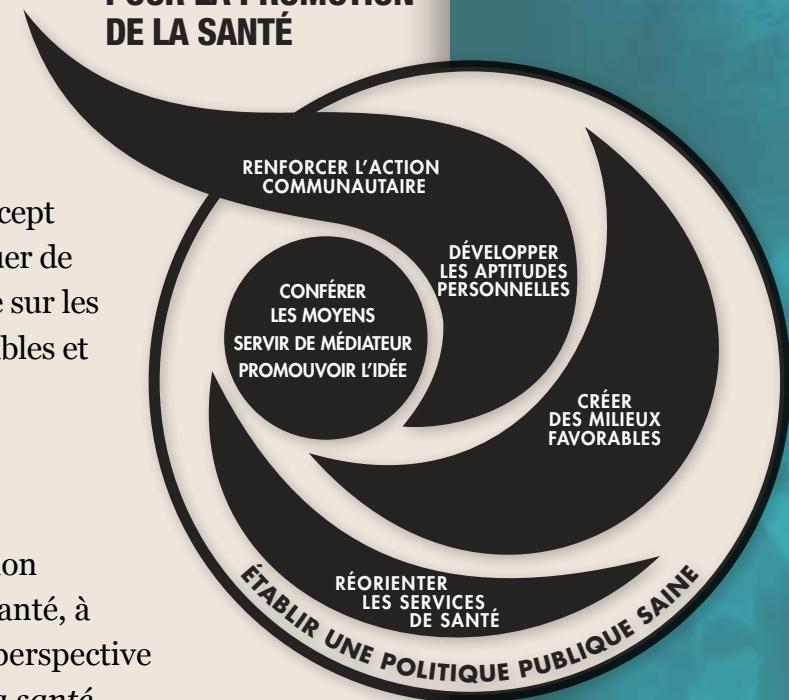 POUR LA PROMOTION
DE LA SANTÉ
RENFORCER L’ACTION
COMMUNAUTAIRE
DÉVELOPPER
LES APTITUDES
PERSONNELLES
CONFÉRER
LES MOYENS
SERVIR DE MÉDIATEUR
PROMOUVOIR L’IDÉE
CRÉER
DES MILIEUX
FAVORABLES
RÉORIENTER
LES SERVICES
DE SANTÉ
ÉTABLIR UNE POLITIQUE PUBLIQUE SAINE
cept
er de
sur les
bles et
on
anté, à
perspective
santé